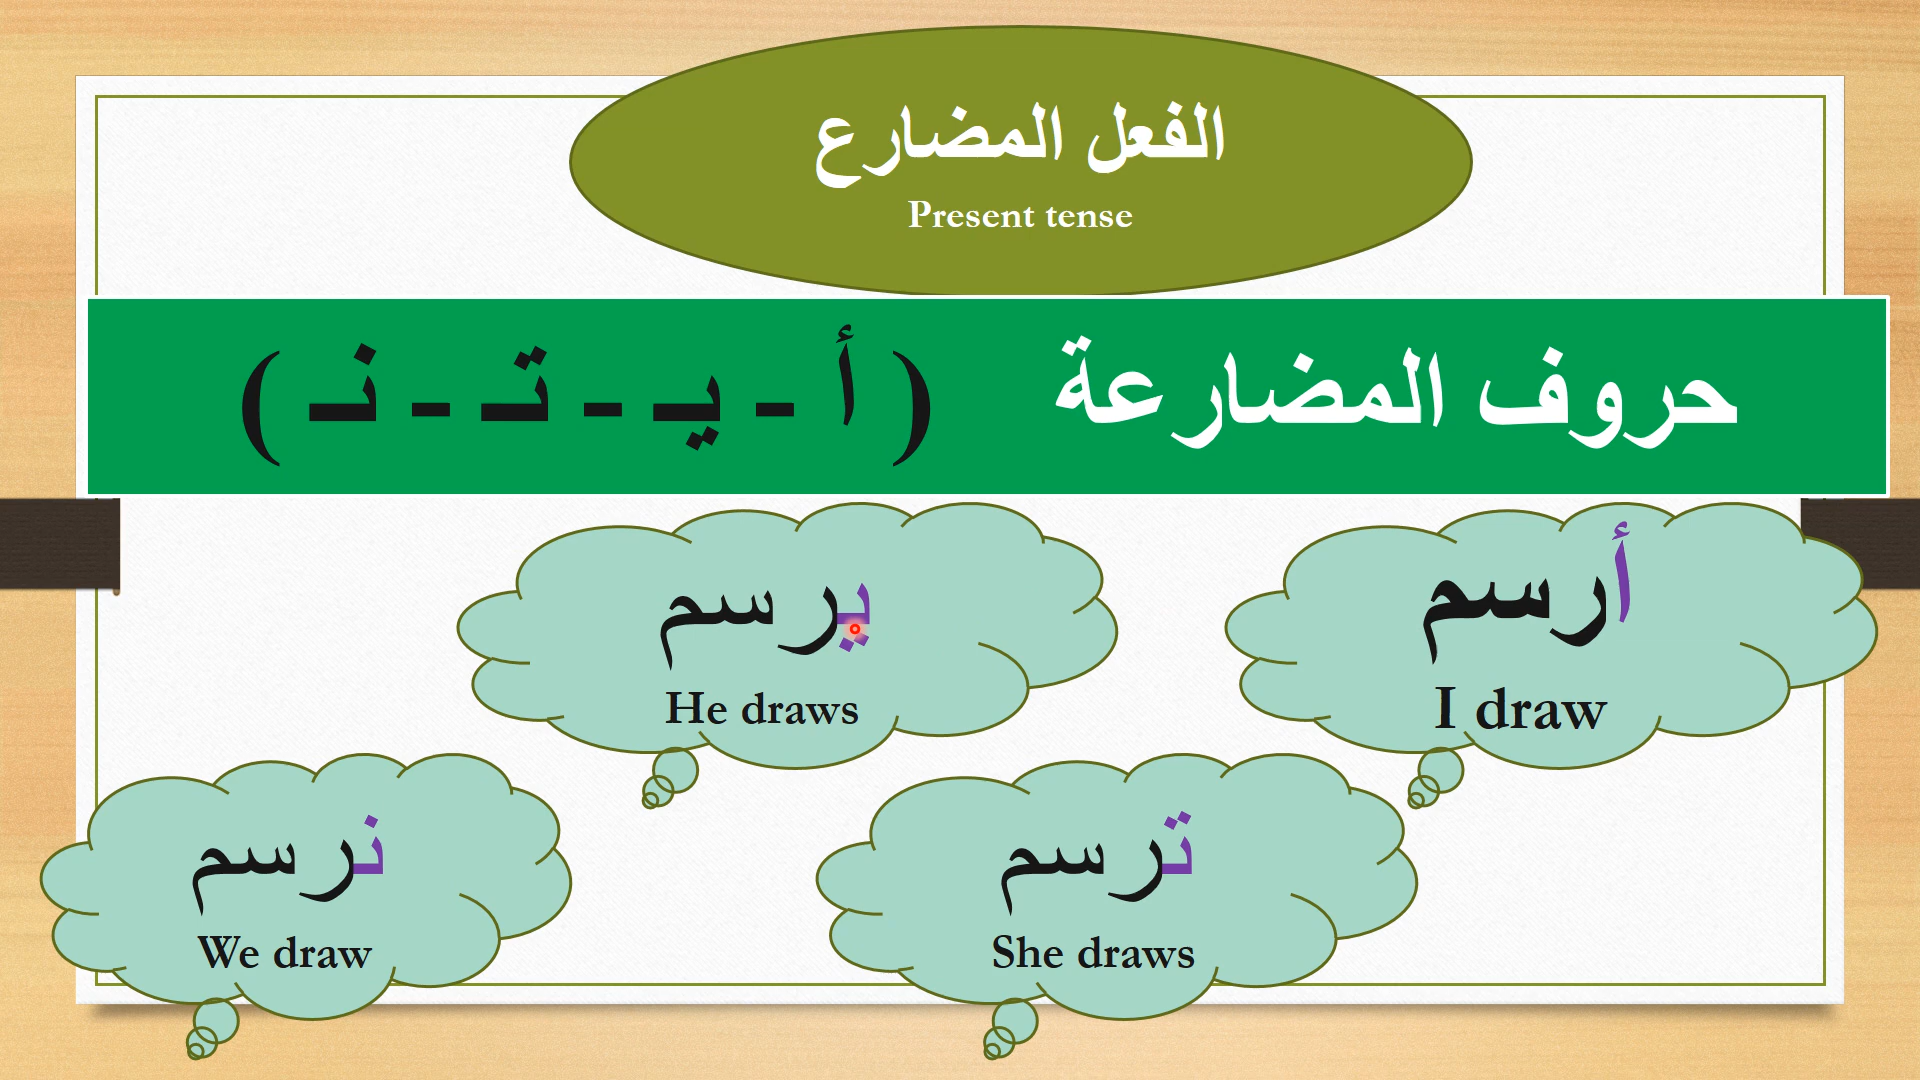 الفعل المضارع
Present tense
حروف المضارعة ( أ - يـ - تـ - نـ )
أرسم
I draw
يرسم
He draws
ترسم
She draws
نرسم
We draw